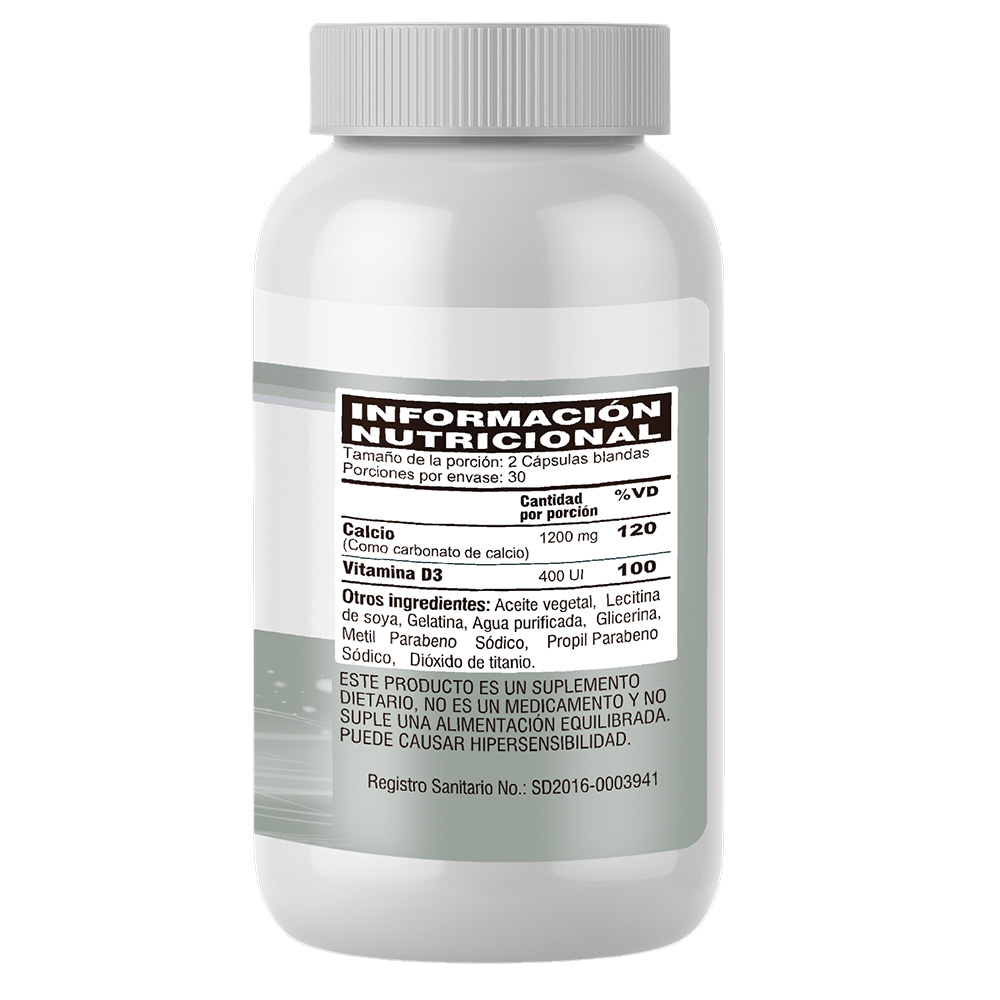 INFORMACIÓN
NUTRICIONAL
Tamaño de la porción: 2 Cápsulas blandas
Porciones por envase: 30
Cantidad por porción %VD
Calcio 1200 mg 120
(Como carbonato de calcio)
Vitamina D3 400 UI 100
Otros ingredientes: Aceite vegetal, Lecitina
de soya, Gelatina, Agua purificada, Glicerina,
Metil Parabeno Sódico, Propil Parabeno
Sódico, Dióxido de titanio.
ESTE PRODUCTO ES UN SUPLEMENTO
DIETARIO, NO ES UN MEDICAMENTO Y NO
SUPLE UNA ALIMENTACIÓN EQUILIBRADA.
PUEDE CAUSAR HIPERSENSIBILIDAD.
Registro Sanitario No.: SD2016-0003941